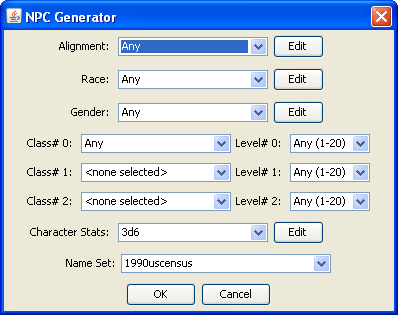 NPC Generator
Alignment: Any Edit
Race: Any Edit
Gender: Any Edit
Class# 0: Any Level# 0: Any (1-20)
Class# 1: <none selected> Level# 1: Any (1-20)
Class# 2: <none selected> Level# 2: Any (1-20)
Character Stats: 3d6 Edit
Name Set: 1990uscensus
OK Cancel